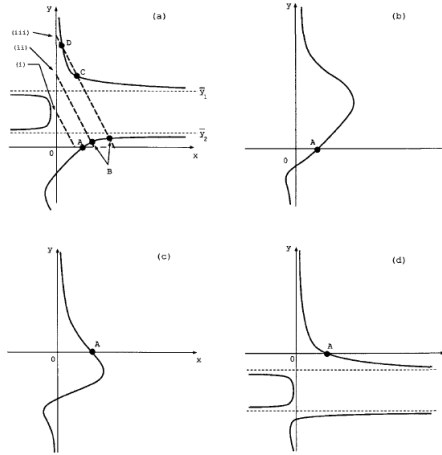 y (a)
(iii)
(ii)
(i)
D
C
ȳ₁
ȳ₂
0 A x
B
y (b)
0 A
y (c)
A
0 x
y (d)
0 A